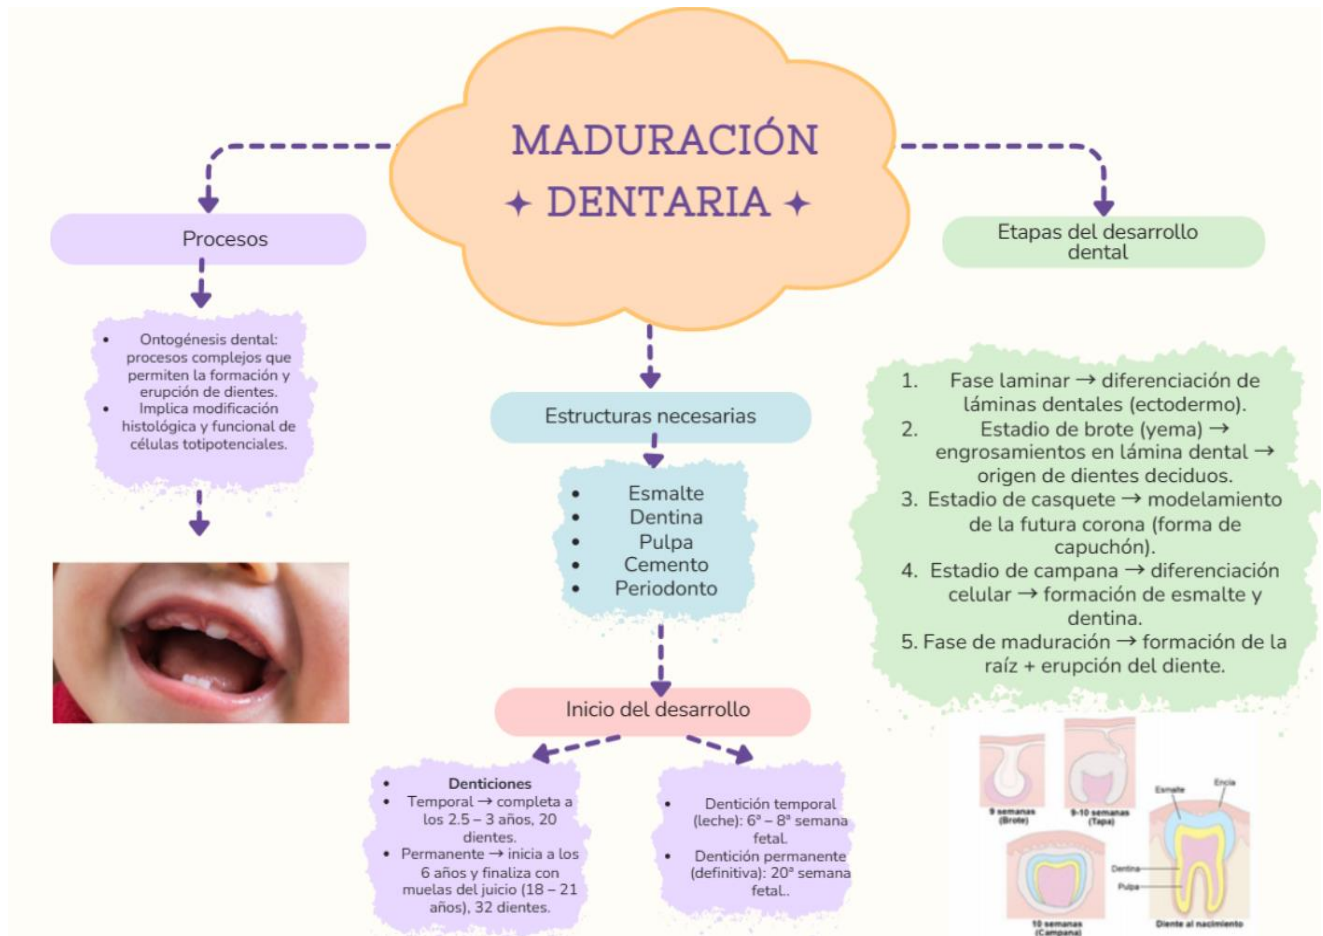 MADURACIÓN
DENTARIA
Procesos
• Ontogénesis dental:
procesos complejos que
permiten la formación y
erupción de dientes.
• Implica modificación
histológica y funcional de
células totipotenciales.
Estructuras necesarias
• Esmalte
• Dentina
• Pulpa
• Cemento
• Periodonto
Inicio del desarrollo
• Denticiones
• Temporal → completa a
los 2.5 – 3 años, 20
dientes.
• Permanente → inicia a los
6 años y finaliza con
muelas del juicio (18 – 21
años), 32 dientes.
• Dentición temporal
(leche): 6ª – 8ª semana
fetal.
• Dentición permanente
(definitiva): 20ª semana
fetal..
Etapas del desarrollo
dental
1. Fase laminar → diferenciación de
láminas dentales (ectodermo).
2. Estadio de brote (yema) →
engrosamientos en lámina dental →
origen de dientes deciduos.
3. Estadio de casquete → modelamiento
de la futura corona (forma de
capuchón).
4. Estadio de campana → diferenciación
celular → formación de esmalte y
dentina.
5. Fase de maduración → formación de la
raíz + erupción del diente.
9 semanas
(Brote)
9-10 semanas
(Tapa)
10 semanas
(Campana)
Esmalte
Encía
Dentina
Pulpa
Diente al nacimiento